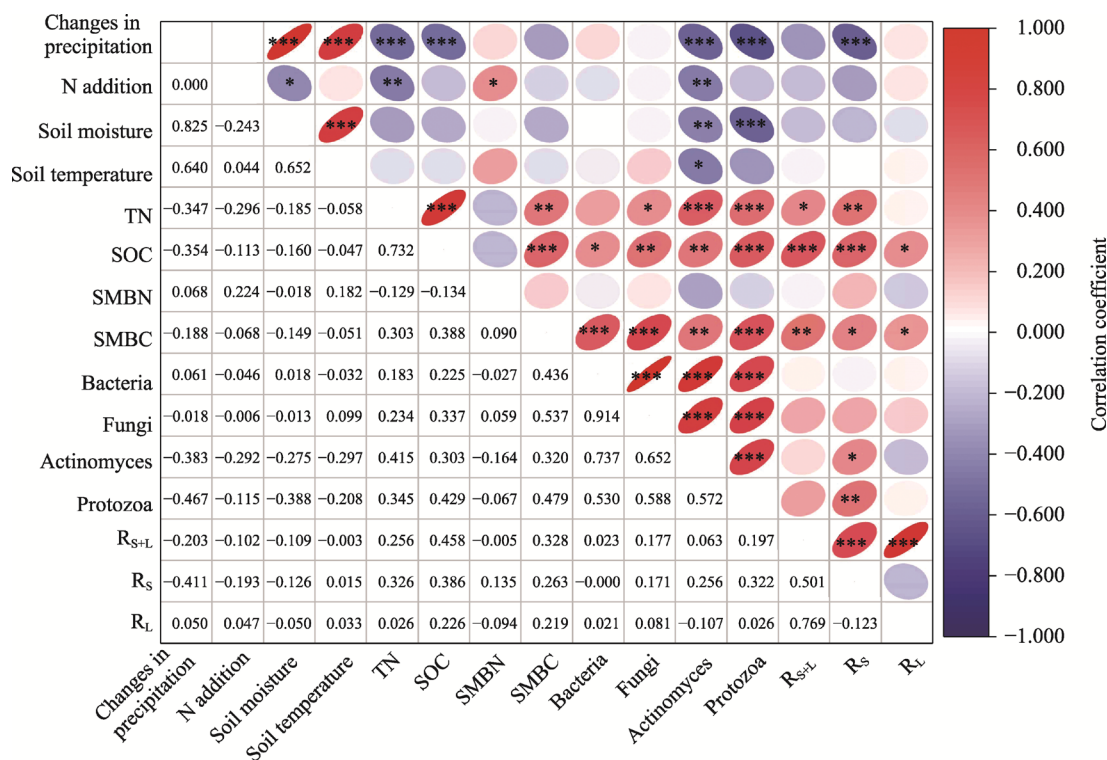 Changes in
precipitation *** *** *** *** *** *** ***
N addition 0.000 * ** * **
Soil moisture 0.825 −0.243 *** ** ***
Soil temperature 0.640 0.044 0.652 *
TN −0.347 −0.296 −0.185 −0.058 *** ** * *** *** * **
SOC −0.354 −0.113 −0.160 −0.047 0.732 *** * ** ** *** *** *** *
SMBN 0.068 0.224 −0.018 0.182 −0.129 −0.134
SMBC −0.188 −0.068 −0.149 −0.051 0.303 0.388 0.090 *** *** ** *** ** * *
Bacteria 0.061 −0.046 0.018 −0.032 0.183 0.225 −0.027 0.436 *** *** ***
Fungi −0.018 −0.006 −0.013 0.099 0.234 0.337 0.059 0.537 0.914 *** ***
Actinomyces −0.383 −0.292 −0.275 −0.297 0.415 0.303 −0.164 0.320 0.737 0.652 *** *
Protozoa −0.467 −0.115 −0.388 −0.208 0.345 0.429 −0.067 0.479 0.530 0.588 0.572 **
RS+L −0.203 −0.102 −0.109 −0.003 0.256 0.458 −0.005 0.328 0.023 0.177 0.063 0.197 *** ***
RS −0.411 −0.193 −0.126 0.015 0.326 0.386 0.135 0.263 −0.000 0.171 0.256 0.322 0.501
RL 0.050 0.047 −0.050 0.033 0.026 0.226 −0.094 0.219 0.021 0.081 −0.107 0.026 0.769 −0.123
Changes in
precipitation
N addition
Soil moisture
Soil temperature
TN
SOC
SMBN
SMBC
Bacteria
Fungi
Actinomyces
Protozoa
RS+L
RS
RL
1.000
0.800
0.600
0.400
0.200
0.000
−0.200
−0.400
−0.600
−0.800
−1.000
Correlation coefficient